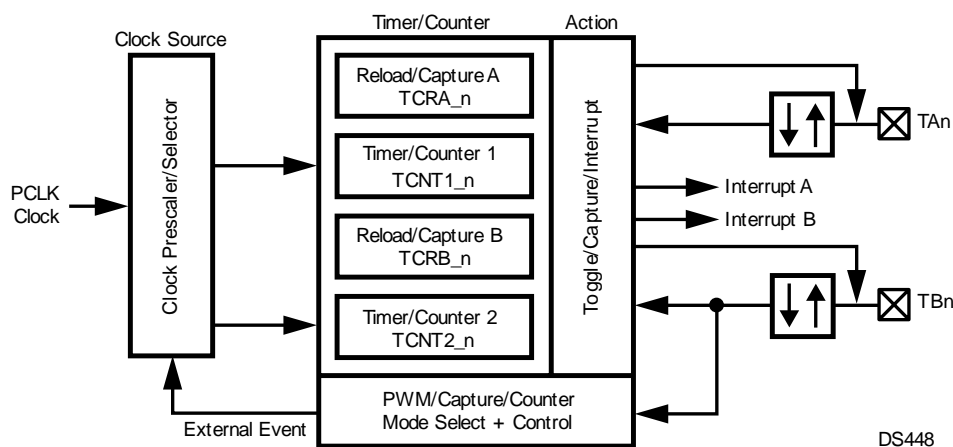 Timer/Counter
Action
Clock Source
Reload/Capture A
TCRA_n
Timer/Counter 1
TCNT1_n
Reload/Capture B
TCRB_n
Timer/Counter 2
TCNT2_n
PCLK
Clock
Clock Prescaler/Selector
Toggle/Capture/Interrupt
TAn
Interrupt A
Interrupt B
TBn
PWM/Capture/Counter
Mode Select + Control
External Event
DS448